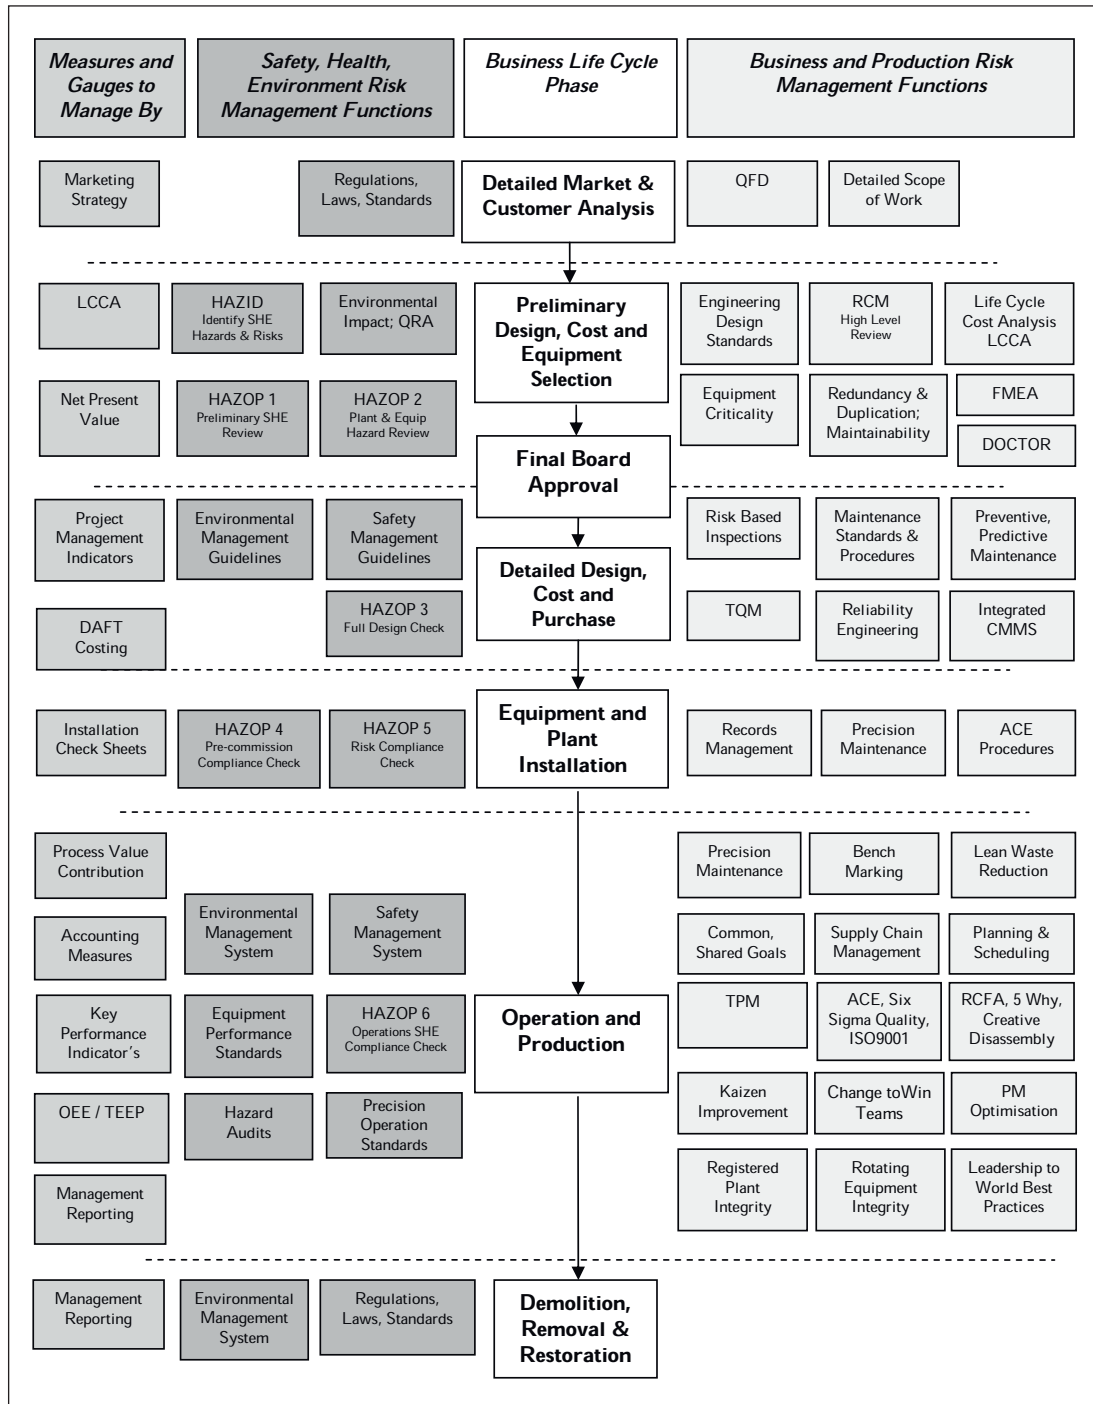 Measures and
Gauges to
Manage By
Safety, Health,
Environment Risk
Management Functions
Business Life Cycle
Phase
Business and Production Risk
Management Functions
Marketing
Strategy
Regulations,
Laws, Standards
Detailed Market &
Customer Analysis
QFD
Detailed Scope
of Work
LCCA
HAZID
Identify SHE
Hazards & Risks
Environmental
Impact; QRA
Preliminary
Design, Cost and
Equipment
Selection
Engineering
Design
Standards
RCM
High Level
Review
Life Cycle
Cost Analysis
LCCA
Net Present
Value
HAZOP 1
Preliminary SHE
Review
HAZOP 2
Plant & Equip
Hazard Review
Equipment
Criticality
Redundancy &
Duplication;
Maintainability
FMEA
DOCTOR
Final Board
Approval
Project
Management
Indicators
Environmental
Management
Guidelines
Safety
Management
Guidelines
Risk Based
Inspections
Maintenance
Standards &
Procedures
Preventive,
Predictive
Maintenance
Detailed Design,
Cost and
Purchase
DAFT
Costing
HAZOP 3
Full Design Check
TQM
Reliability
Engineering
Integrated
CMMS
Installation
Check Sheets
HAZOP 4
Pre-commission
Compliance Check
HAZOP 5
Risk Compliance
Check
Equipment and
Plant
Installation
Records
Management
Precision
Maintenance
ACE
Procedures
Process Value
Contribution
Precision
Maintenance
Bench
Marking
Lean Waste
Reduction
Accounting
Measures
Environmental
Management
System
Safety
Management
System
Common,
Shared Goals
Supply Chain
Management
Planning &
Scheduling
Key
Performance
Indicator's
Equipment
Performance
Standards
HAZOP 6
Operations SHE
Compliance Check
Operation and
Production
TPM
ACE, Six
Sigma Quality,
ISO9001
RCFA, 5 Why,
Creative
Disassembly
OEE / TEEP
Hazard
Audits
Precision
Operation
Standards
Kaizen
Improvement
Change toWin
Teams
PM
Optimisation
Management
Reporting
Registered
Plant
Integrity
Rotating
Equipment
Integrity
Leadership to
World Best
Practices
Management
Reporting
Environmental
Management
System
Regulations,
Laws, Standards
Demolition,
Removal &
Restoration